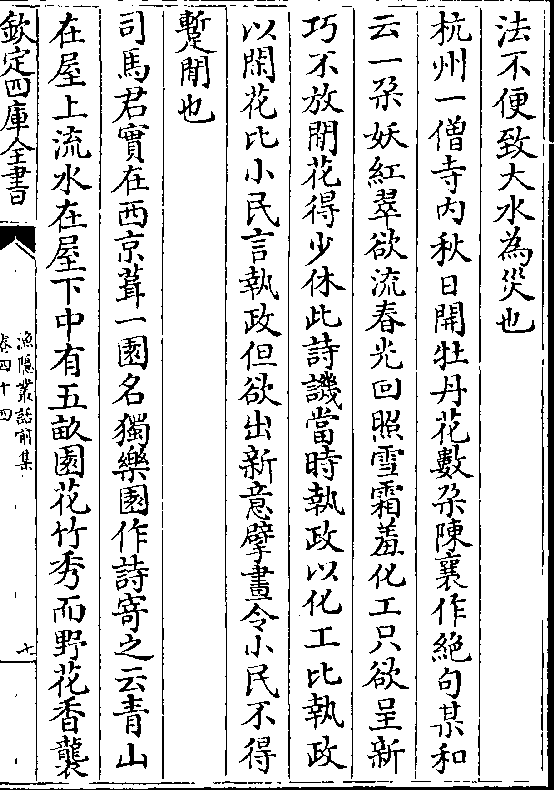 法不便致大水為災也
杭州一僧寺内秋日開牡丹花數朶陳襄作絶句某和
云一朶妖紅翠欲流春光回照雪霜羞化工只欲呈新
巧不放閒花得少休此詩譏當時執政以化工比執政
以閑花比小民言執政但欲出新意擘畫令小民不得
蹔閒也
司馬君實在西京葺一園名獨樂園作詩寄之云青山
在屋上流水在屋下中有五畝園花竹秀而野花香襲
欽定四庫全書
漁隱叢話前集
卷四十四
七